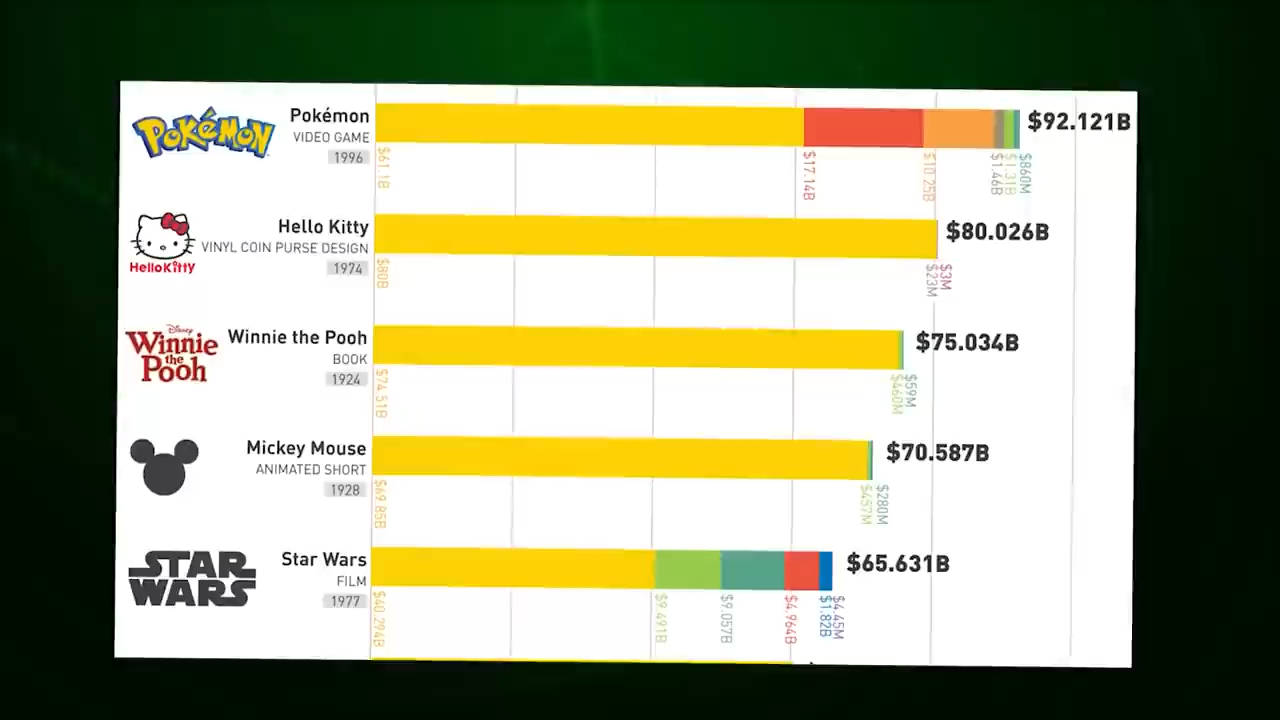 POKéMON
Pokémon
VIDEO GAME
1996
$92.121B
$61.1B
$17.14B
$10.25B
$1.46B
$1.31B
$860M
HelloKitty
Hello Kitty
VINYL COIN PURSE DESIGN
1974
$80.026B
$80B
$23M
$3M
Disney
Winnie
the
Pooh
Winnie the Pooh
BOOK
1924
$75.034B
$74.51B
$460M
$59M
Mickey Mouse
ANIMATED SHORT
1928
$70.587B
$69.85B
$457M
$280M
STAR
WARS
Star Wars
FILM
1977
$65.631B
$40.294B
$9.491B
$9.057B
$4.964B
$1.82B
$4.45M